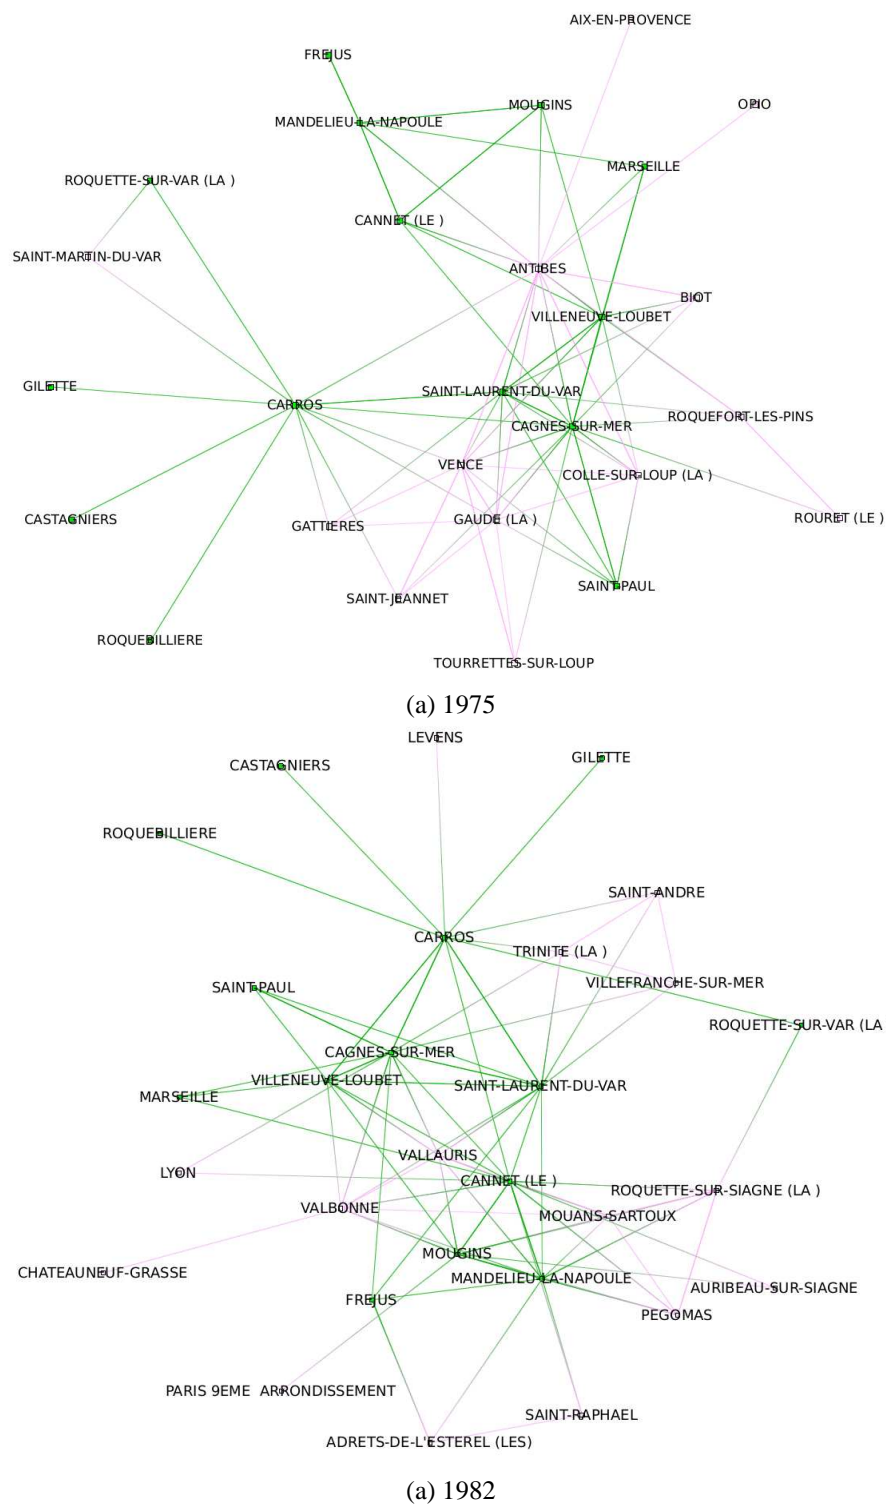 AIX-EN-PROVENCE
FREJUS
MOUGINS
OPIO
MANDELIEU-LA-NAPOULE
MARSEILLE
ROQUETTE-SUR-VAR (LA )
CANNET (LE )
SAINT-MARTIN-DU-VAR
ANTIBES
BIOT
VILLENEUVE-LOUBET
GILETTE
SAINT-LAURENT-DU-VAR
CARROS
ROQUEFORT-LES-PINS
CAGNES-SUR-MER
VENCE
COLLE-SUR-LOUP (LA )
CASTAGNIERS
GATTIERES
GAUDE (LA )
ROURET (LE )
SAINT-PAUL
SAINT-JEANNET
ROQUEBILLIERE
TOURRETTES-SUR-LOUP
(a) 1975
LEVENS
GILETTE
CASTAGNIERS
ROQUEBILLIERE
SAINT-ANDRE
CARROS
TRINITE (LA )
VILLEFRANCHE-SUR-MER
SAINT-PAUL
ROQUETTE-SUR-VAR (LA
CAGNES-SUR-MER
VILLENEUVE-LOUBET
SAINT-LAURENT-DU-VAR
MARSEILLE
VALLAURIS
LYON
CANNET (LE )
ROQUETTE-SUR-SIAGNE (LA )
VALBONNE
MOUANS-SARTOUX
MOUGINS
CHATEAUNEUF-GRASSE
MANDELIEU-LA-NAPOULE
AURIBEAU-SUR-SIAGNE
FREJUS
PEGOMAS
PARIS 9EME ARRONDISSEMENT
SAINT-RAPHAEL
ADRETS-DE-L'ESTEREL (LES)
(a) 1982